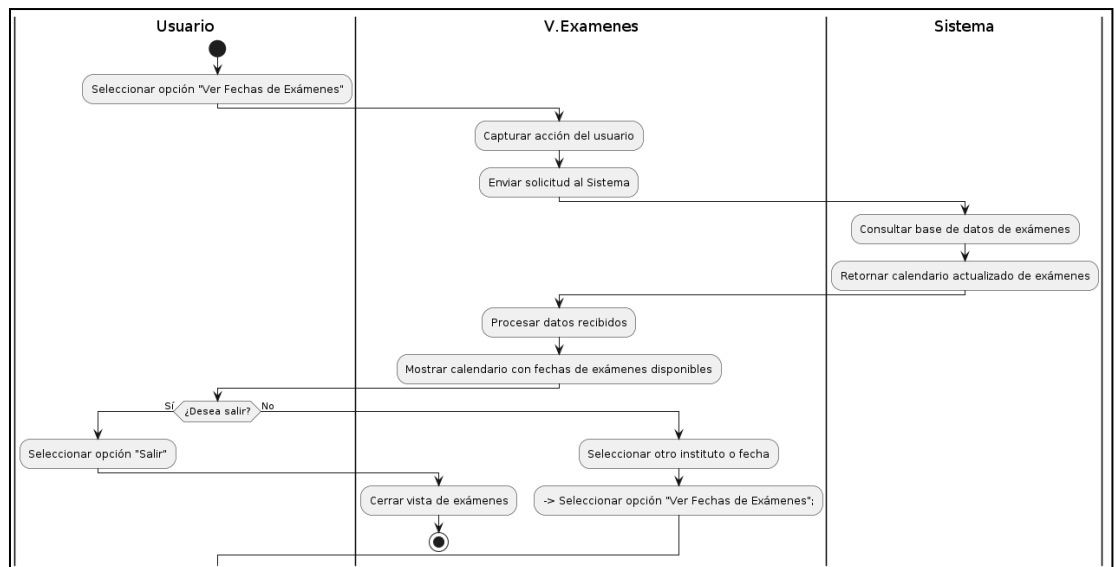 Usuario
V.Examenes
Sistema
Seleccionar opción "Ver Fechas de Exámenes"
Capturar acción del usuario
Enviar solicitud al Sistema
Consultar base de datos de exámenes
Retornar calendario actualizado de exámenes
Procesar datos recibidos
Mostrar calendario con fechas de exámenes disponibles
Sí
¿Desea salir?
No
Seleccionar opción "Salir"
Seleccionar otro instituto o fecha
Cerrar vista de exámenes
-> Seleccionar opción "Ver Fechas de Exámenes";